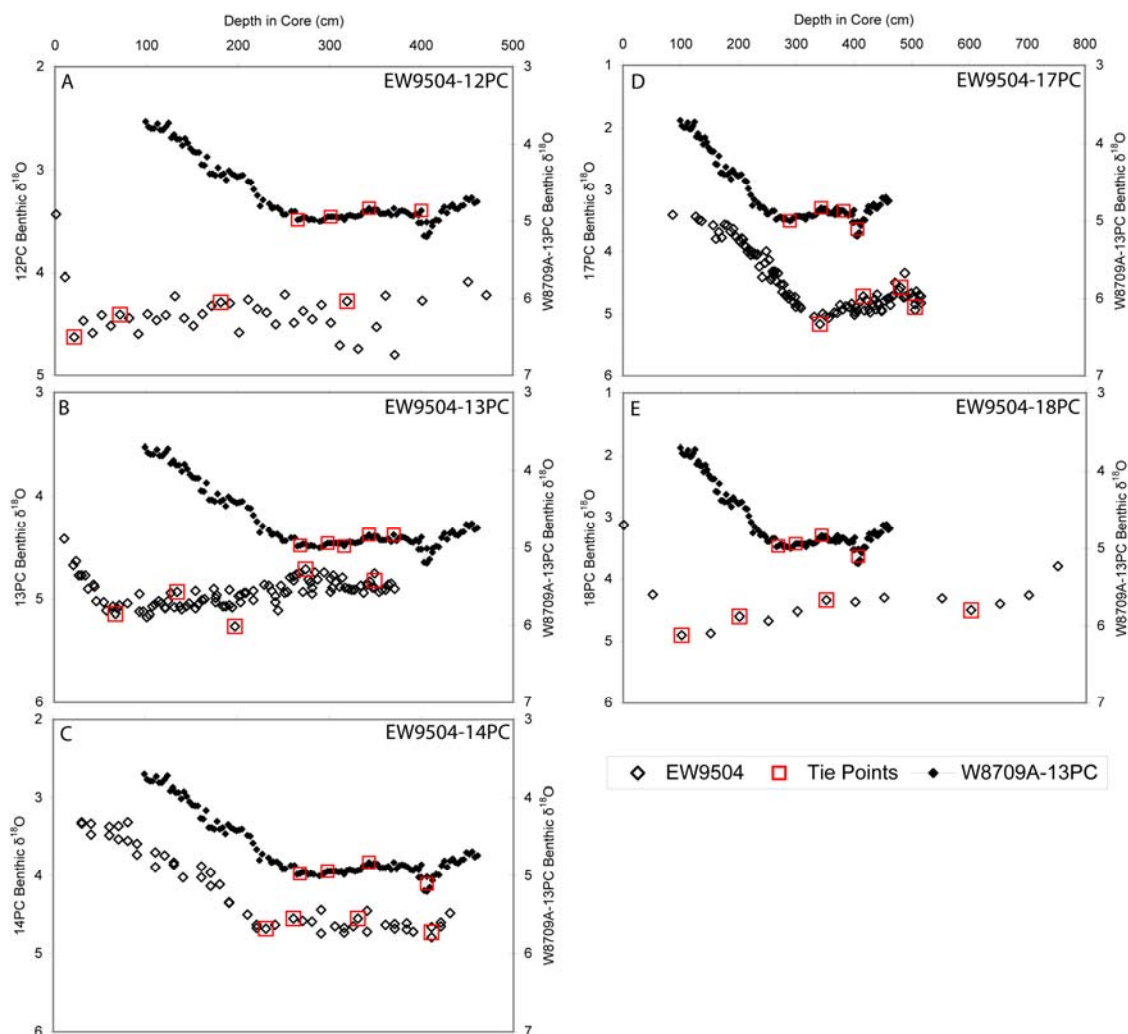 Depth in Core (cm)
0 100 200 300 400 500
A
EW9504-12PC
2
3
4
5
12PC Benthic δ18O
3
4
5
6
7
W8709A-13PC Benthic δ18O
B
EW9504-13PC
3
4
5
6
13PC Benthic δ18O
3
4
5
6
7
W8709A-13PC Benthic δ18O
C
EW9504-14PC
2
3
4
5
6
14PC Benthic δ18O
3
4
5
6
7
W8709A-13PC Benthic δ18O
Depth in Core (cm)
0 100 200 300 400 500 600 700 800
D
EW9504-17PC
1
2
3
4
5
6
17PC Benthic δ18O
3
4
5
6
7
W8709A-13PC Benthic δ18O
E
EW9504-18PC
1
2
3
4
5
6
18PC Benthic δ18O
3
4
5
6
7
W8709A-13PC Benthic δ18O
EW9504 Tie Points W8709A-13PC